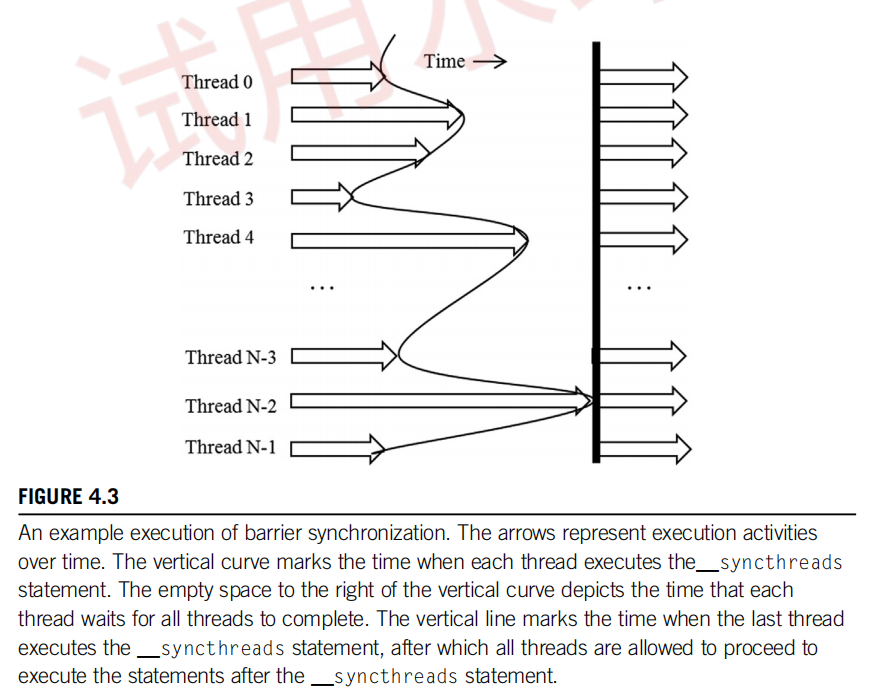 试用水
Time
Thread 0
Thread 1
Thread 2
Thread 3
Thread 4
... ...
Thread N-3
Thread N-2
Thread N-1
FIGURE 4.3
An example execution of barrier synchronization. The arrows represent execution activities
over time. The vertical curve marks the time when each thread executes the__syncthreads
statement. The empty space to the right of the vertical curve depicts the time that each
thread waits for all threads to complete. The vertical line marks the time when the last thread
executes the __syncthreads statement, after which all threads are allowed to proceed to
execute the statements after the __syncthreads statement.